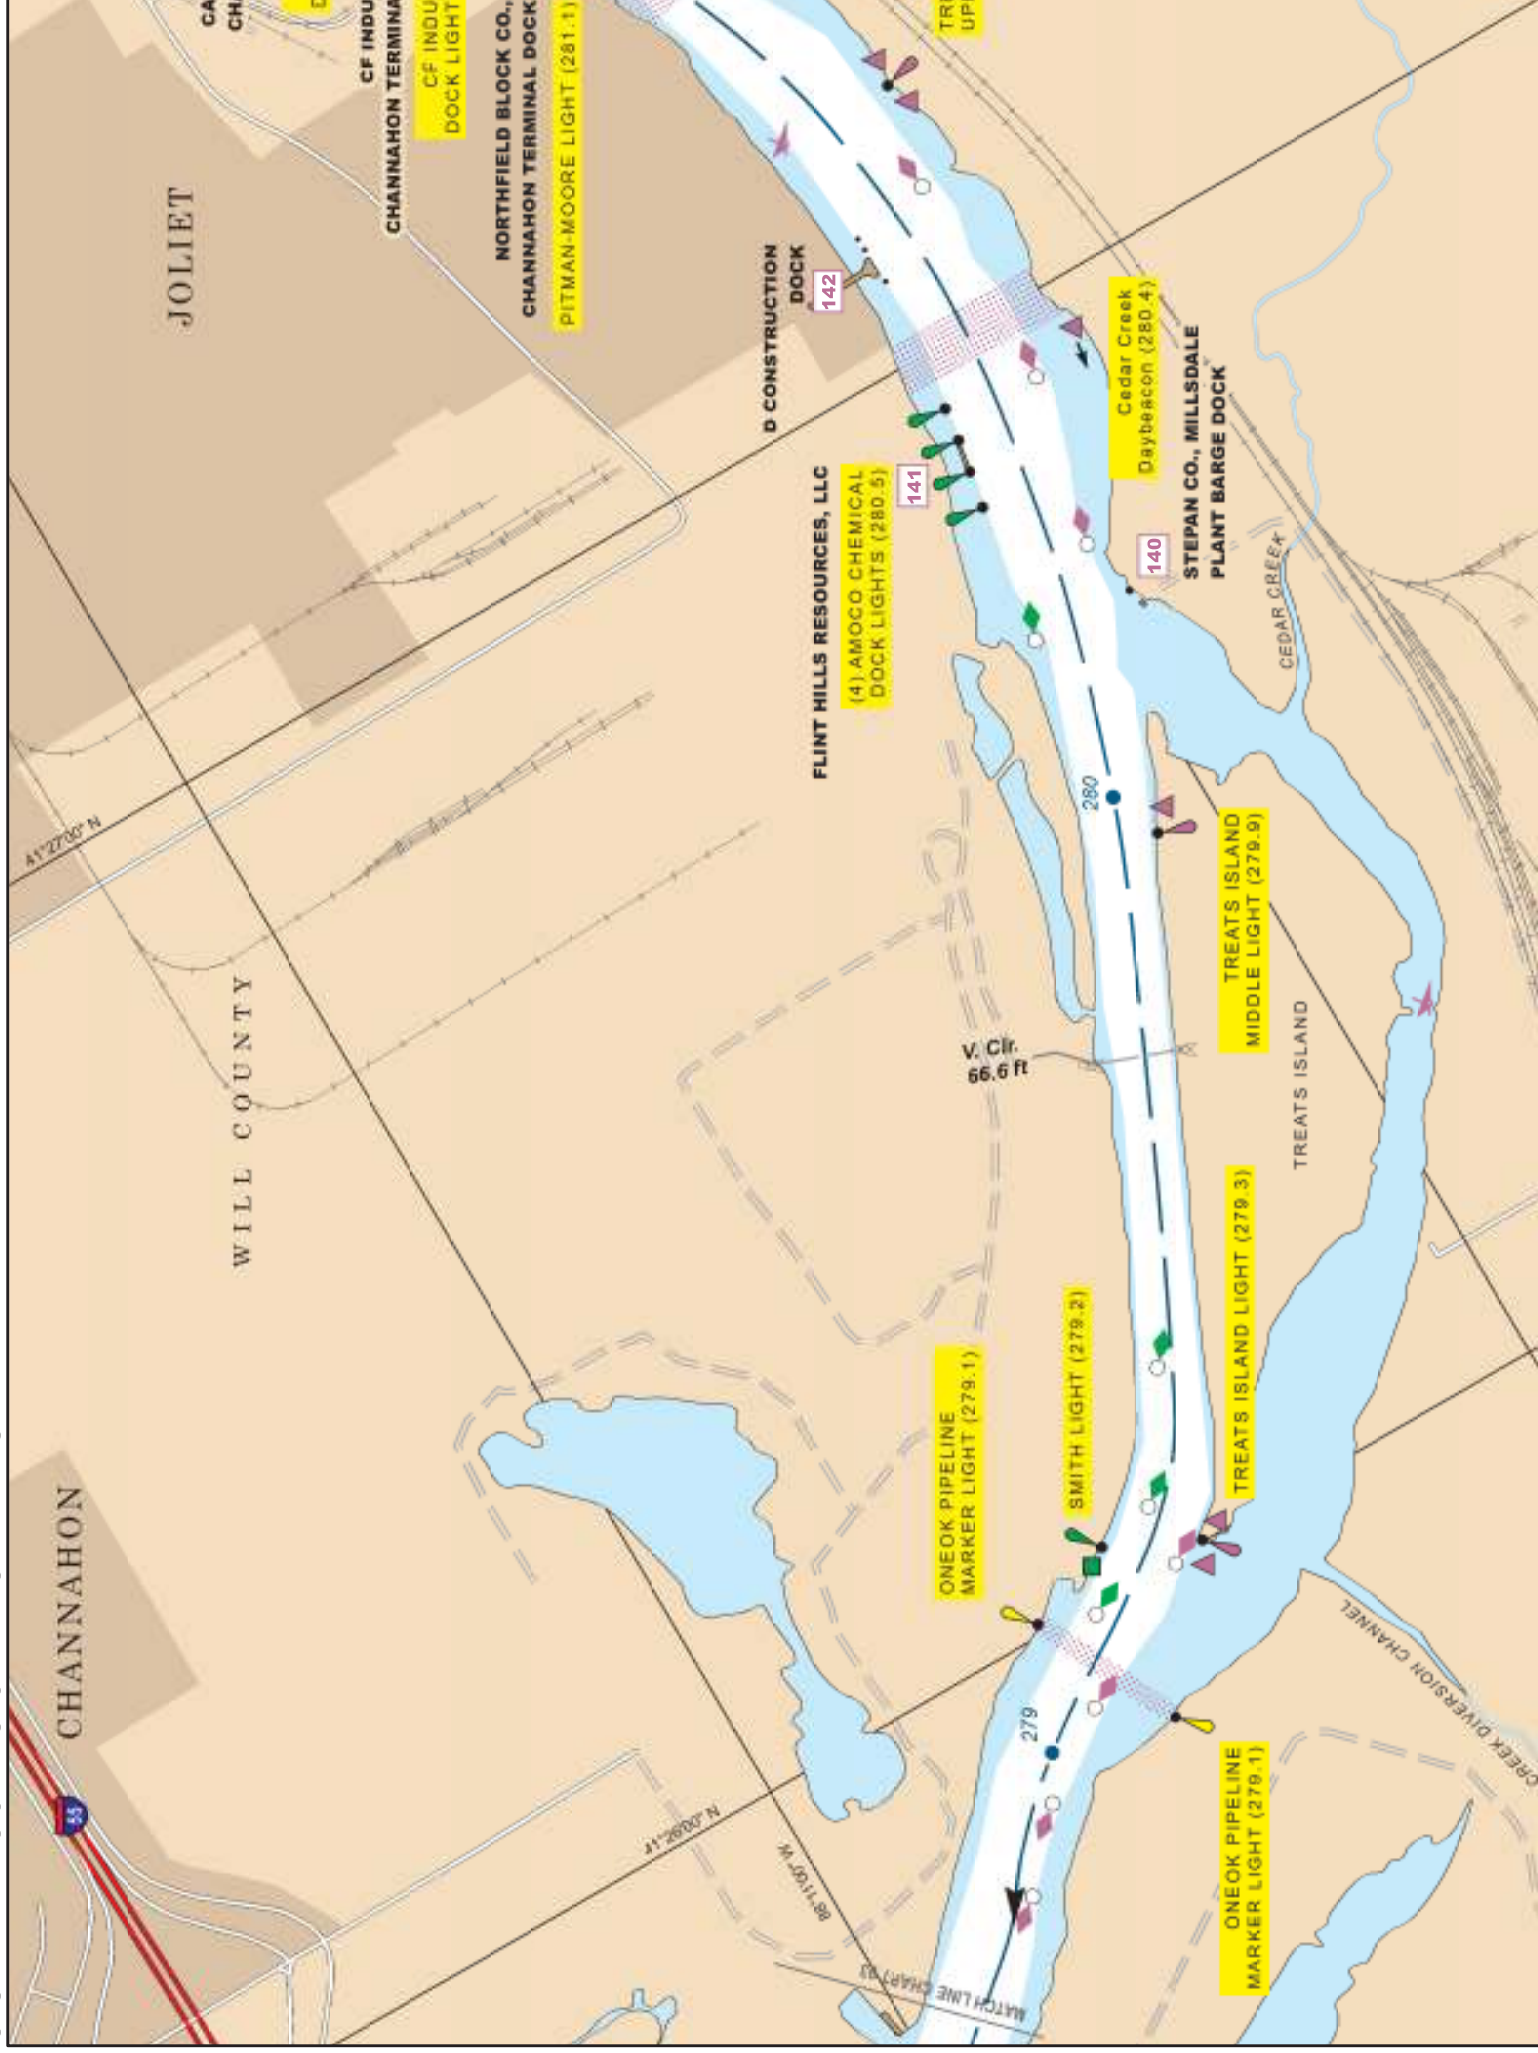 JOLIET
CF INDU
CHANNAHON TERMINA
CF INDU
DOCK LIGHT
NORTHFIELD BLOCK CO.,
CHANNAHON TERMINAL DOCK
PITMAN-MOORE LIGHT (281.1)
D CONSTRUCTION
DOCK
142
FLINT HILLS RESOURCES, LLC
(4) AMOCO CHEMICAL
DOCK LIGHTS (280.5)
141
Cedar Creek
Daybeacon (280.4)
140
STEPAN CO., MILLSDALE
PLANT BARGE DOCK
CEDAR CREEK
41°27'00" N
WILL COUNTY
280
TREATS ISLAND
MIDDLE LIGHT (279.9)
V. Clr.
66.6 ft
TREATS ISLAND
TREATS ISLAND LIGHT (279.3)
SMITH LIGHT (279.2)
ONEOK PIPELINE
MARKER LIGHT (279.1)
CHANNAHON
55
279
41°26'00" N
88°11'00" W
MATCH LINE CHART 93
CREEK DIVERSION CHANNEL
ONEOK PIPELINE
MARKER LIGHT (279.1)